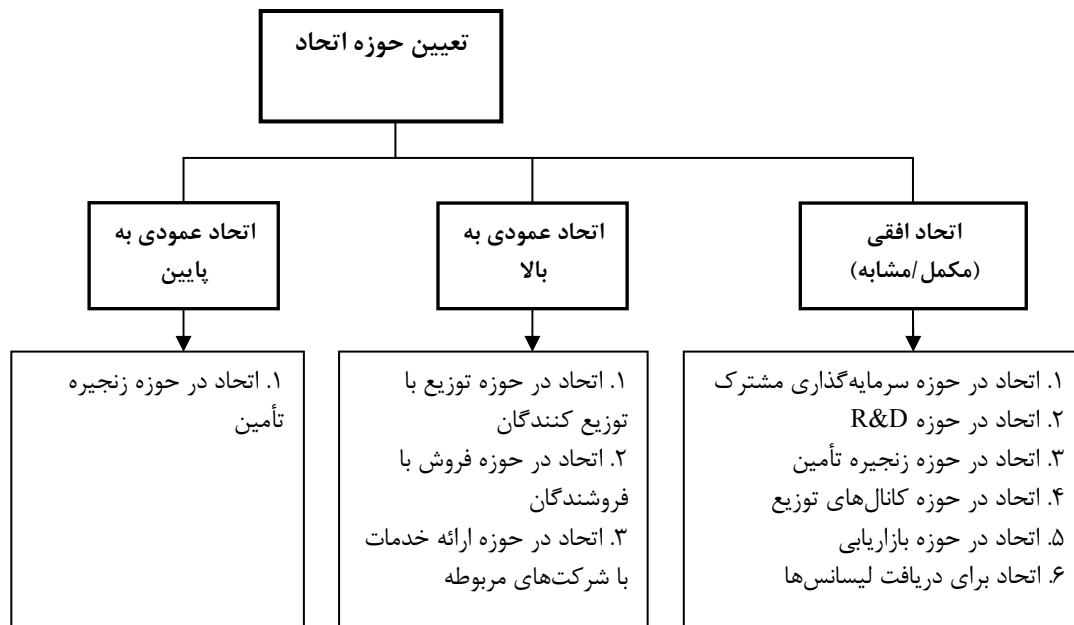 تعیین حوزه اتحاد
اتحاد افقی
(مکمل/مشابه)
اتحاد عمودی به
بالا
اتحاد عمودی به
پایین
۱. اتحاد در حوزه سرمایه‌گذاری مشترک
۲. اتحاد در حوزه R&D
۳. اتحاد در حوزه زنجیره تأمین
۴. اتحاد در حوزه کانال‌های توزیع
۵. اتحاد در حوزه بازاریابی
۶. اتحاد برای دریافت لیسانس‌ها
۱. اتحاد در حوزه توزیع با
توزیع کنندگان
۲. اتحاد در حوزه فروش با
فروشندگان
۳. اتحاد در حوزه ارائه خدمات
با شرکت‌های مربوطه
۱. اتحاد در حوزه زنجیره
تأمین